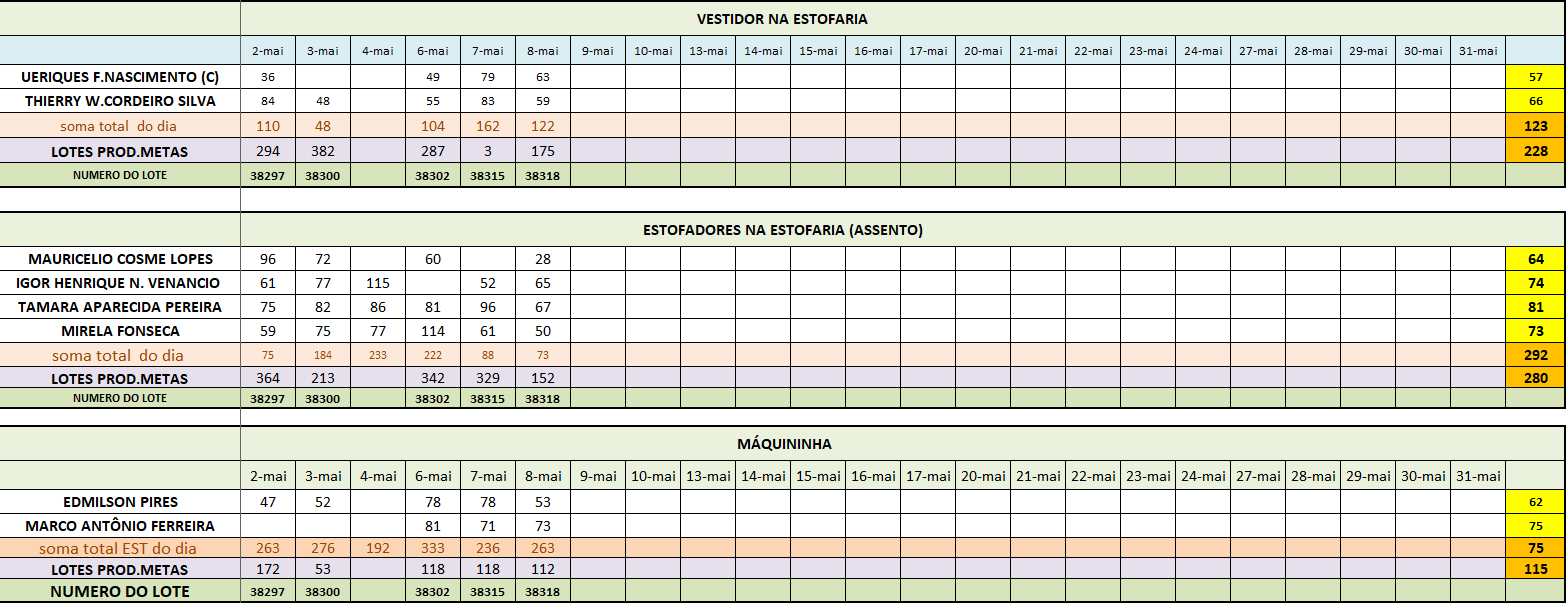 VESTIDOR NA ESTOFARIA
2-mai 3-mai 4-mai 6-mai 7-mai 8-mai 9-mai 10-mai 13-mai 14-mai 15-mai 16-mai 17-mai 20-mai 21-mai 22-mai 23-mai 24-mai 27-mai 28-mai 29-mai 30-mai 31-mai
UERIQUES F.NASCIMENTO (C) 36 49 79 63 57
THIERRY W.CORDEIRO SILVA 84 48 55 83 59 66
soma total do dia 110 48 104 162 122 123
LOTES PROD.METAS 294 382 287 3 175 228
NUMERO DO LOTE 38297 38300 38302 38315 38318
ESTOFADORES NA ESTOFARIA (ASSENTO)
MAURICELIO COSME LOPES 96 72 60 28 64
IGOR HENRIQUE N. VENANCIO 61 77 115 52 65 74
TAMARA APARECIDA PEREIRA 75 82 86 81 96 67 81
MIRELA FONSECA 59 75 77 114 61 50 73
soma total do dia 75 184 233 222 88 73 292
LOTES PROD.METAS 364 213 342 329 152 280
NUMERO DO LOTE 38297 38300 38302 38315 38318
MÁQUININHA
2-mai 3-mai 4-mai 6-mai 7-mai 8-mai 9-mai 10-mai 13-mai 14-mai 15-mai 16-mai 17-mai 20-mai 21-mai 22-mai 23-mai 24-mai 27-mai 28-mai 29-mai 30-mai 31-mai
EDMILSON PIRES 47 52 78 78 53 62
MARCO ANTÔNIO FERREIRA 81 71 73 75
soma total EST do dia 263 276 192 333 236 263 75
LOTES PROD.METAS 172 53 118 118 112 115
NUMERO DO LOTE 38297 38300 38302 38315 38318